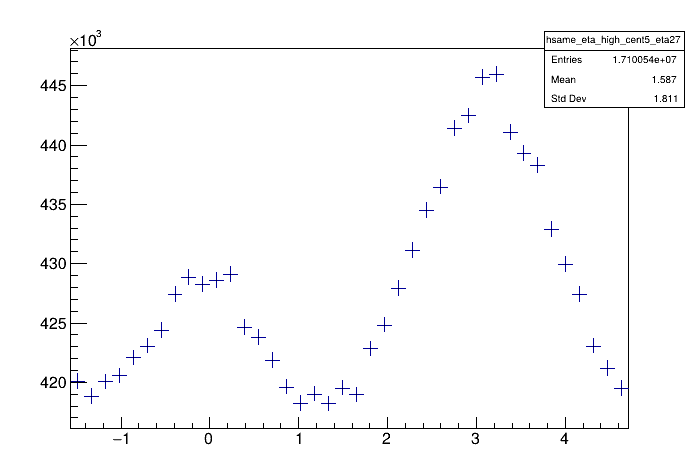 ×10³
hsame_eta_high_cent5_eta27
Entries 1.710054e+07
Mean 1.587
Std Dev 1.811
445
440
435
430
425
420
−1 0 1 2 3 4